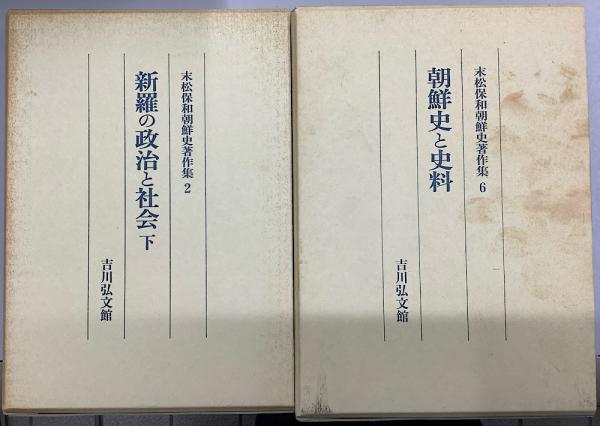 末松保和朝鮮史著作集 2
新羅の政治と社会 下
吉川弘文館
末松保和朝鮮史著作集 6
朝鮮史と史料
吉川弘文館